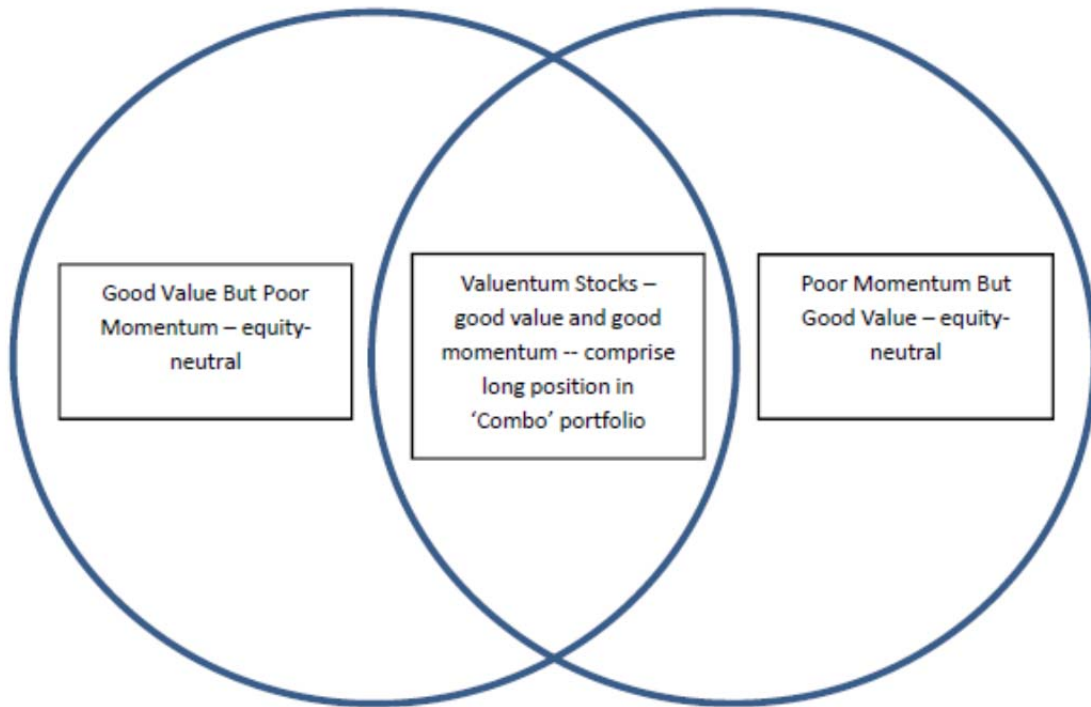 Good Value But Poor
Momentum – equity-
neutral
Valuentum Stocks –
good value and good
momentum -- comprise
long position in
‘Combo’ portfolio
Poor Momentum But
Good Value – equity-
neutral